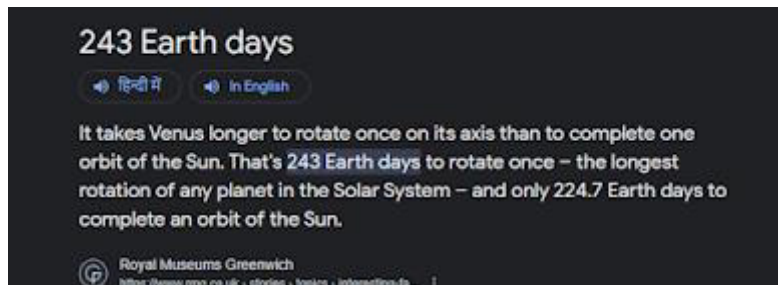 243 Earth days
हिन्दी में
In English
It takes Venus longer to rotate once on its axis than to complete one
orbit of the Sun. That's 243 Earth days to rotate once – the longest
rotation of any planet in the Solar System – and only 224.7 Earth days to
complete an orbit of the Sun.
Royal Museums Greenwich